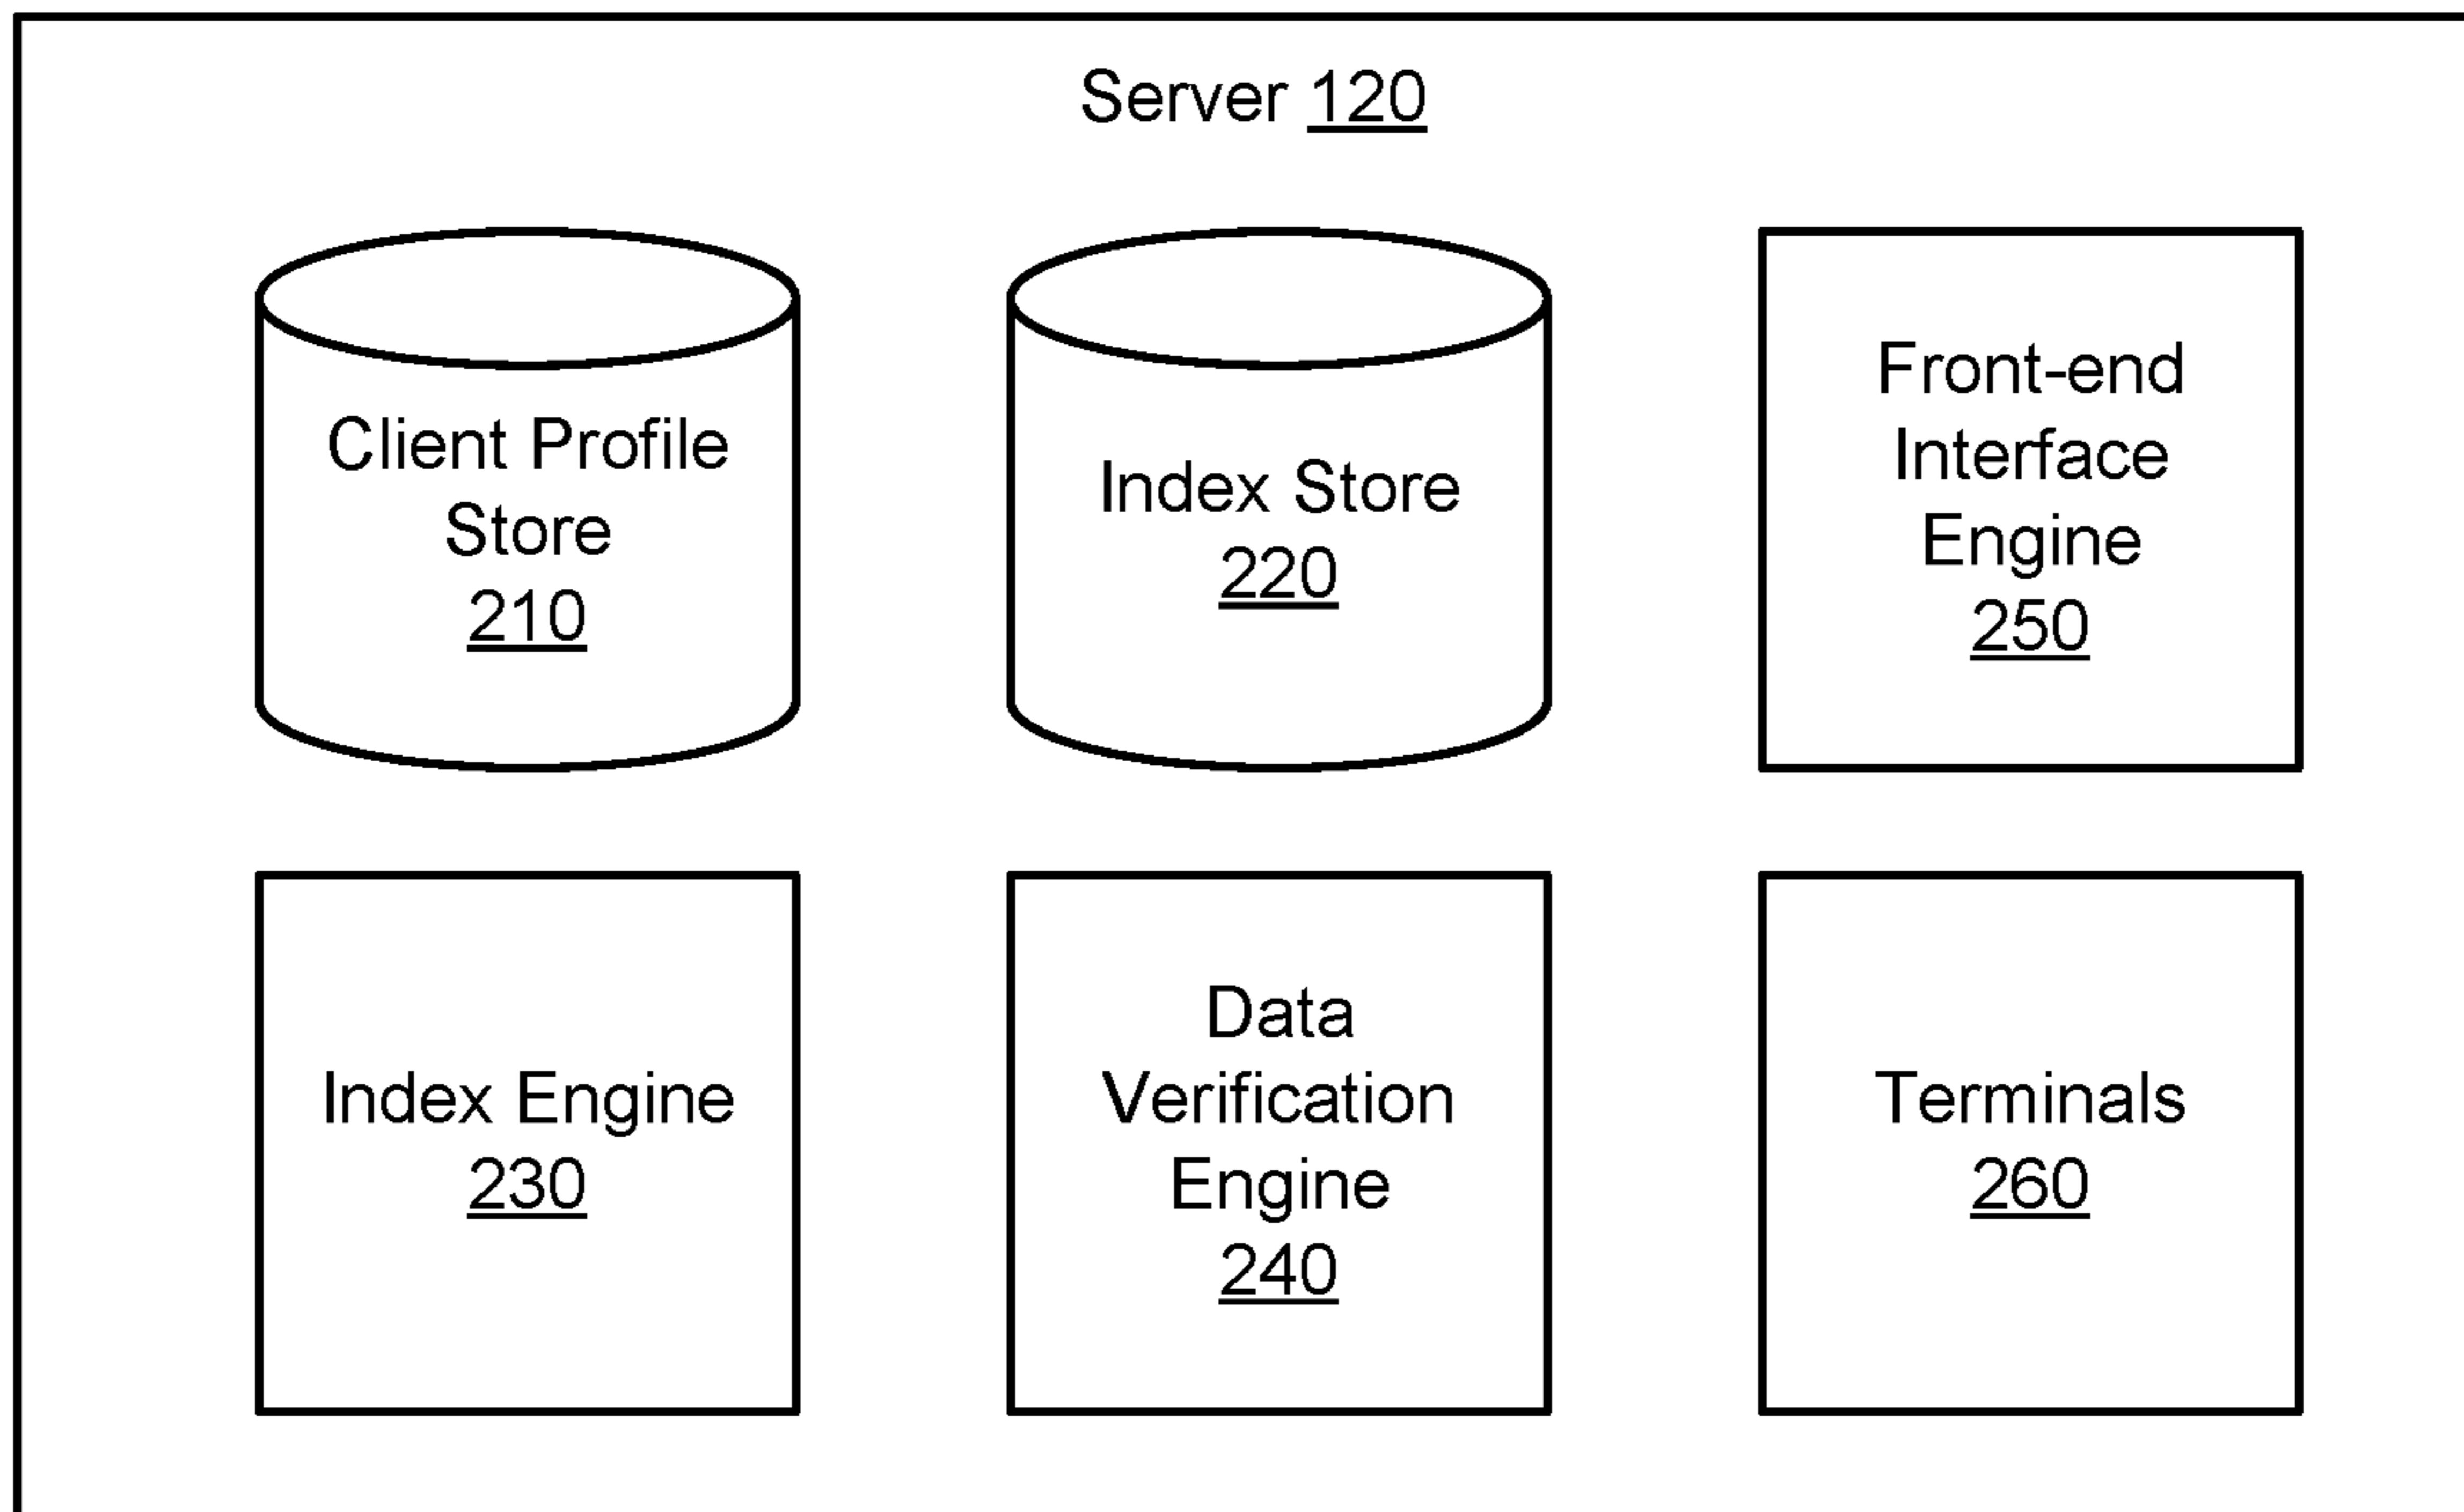 Server 120
Client Profile
Store
210
Index Store
220
Front-end
Interface
Engine
250
Index Engine
230
Data
Verification
Engine
240
Terminals
260